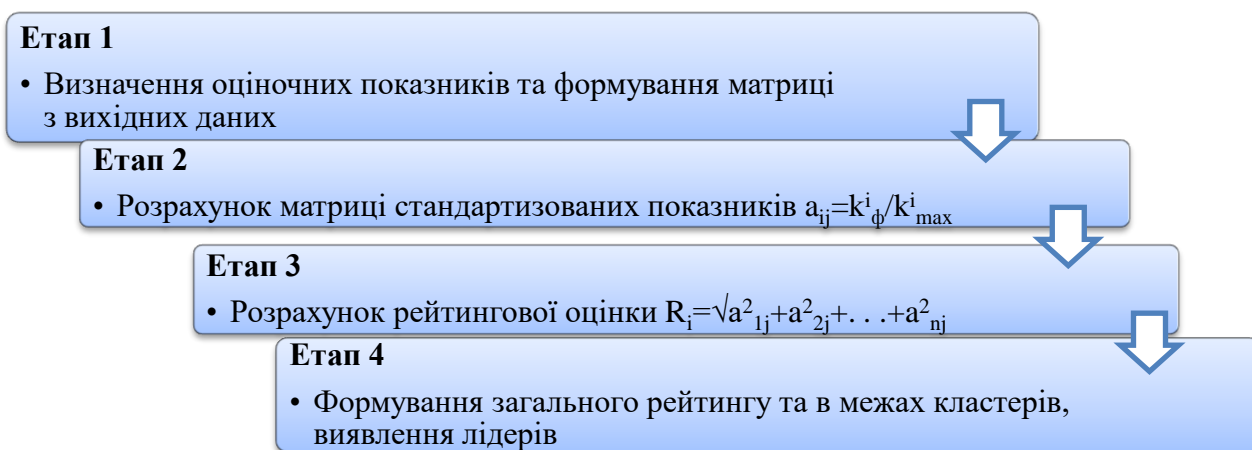 Етап 1
• Визначення оціночних показників та формування матриці
з вихідних даних
Етап 2
• Розрахунок матриці стандартизованих показників aᵢⱼ=kⁱ_ф/kⁱₘₐₓ
Етап 3
• Розрахунок рейтингової оцінки Rᵢ=√a²₁ⱼ+a²₂ⱼ+. . .+a²ₙⱼ
Етап 4
• Формування загального рейтингу та в межах кластерів,
виявлення лідерів